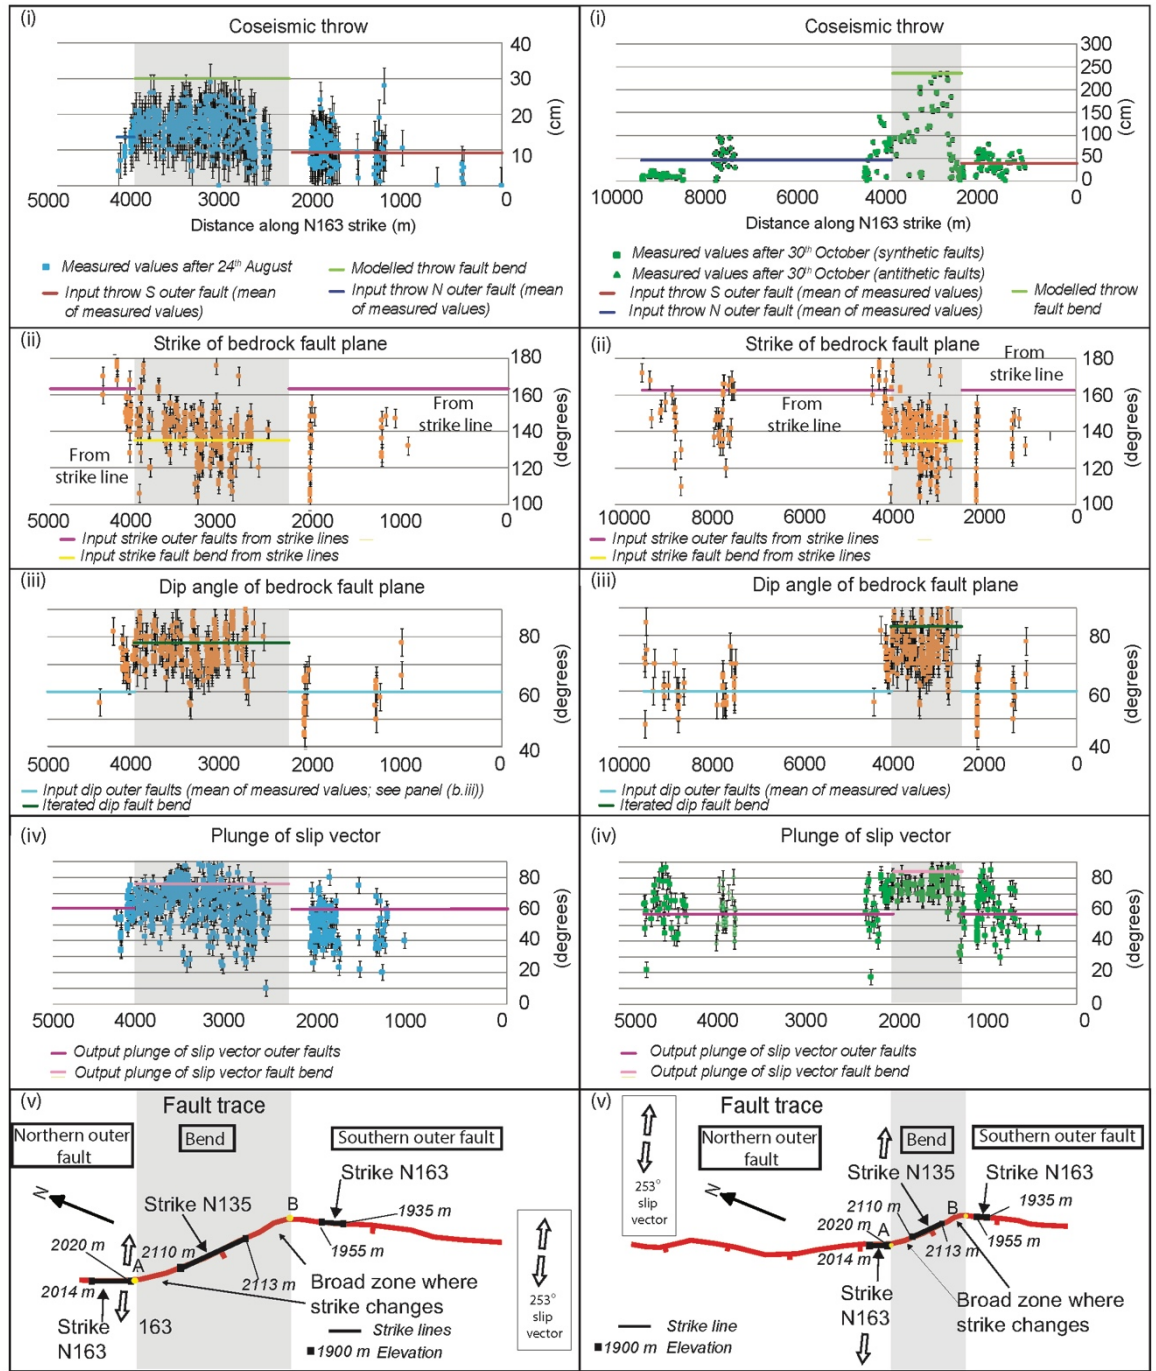 (i)
Coseismic throw
40
30
20
10
(cm)
5000 4000 3000 2000 1000 0
Distance along N163 strike (m)
Measured values after 24th August
Modelled throw fault bend
Input throw S outer fault (mean
of measured values)
Input throw N outer fault (mean
of measured values)
(ii)
Strike of bedrock fault plane
180
160
140
120
100
(degrees)
From
strike line
From
strike line
5000 4000 3000 2000 1000 0
Input strike outer faults from strike lines
Input strike fault bend from strike lines
(iii)
Dip angle of bedrock fault plane
80
60
40
(degrees)
5000 4000 3000 2000 1000 0
Input dip outer faults (mean of measured values; see panel (b.iii))
Iterated dip fault bend
(iv)
Plunge of slip vector
80
60
40
20
0
(degrees)
5000 4000 3000 2000 1000 0
Output plunge of slip vector outer faults
Output plunge of slip vector fault bend
(v)
Fault trace
Northern outer
fault
Bend
Southern outer fault
N
Strike N163
Strike N135
B
1935 m
1955 m
2020 m
2110 m
A
2113 m
2014 m
Broad zone where
strike changes
Strike 163
N163
253°
slip
vector
Strike lines
1900 m Elevation
(i)
Coseismic throw
300
250
200
150
100
50
0
(cm)
10000 8000 6000 4000 2000 0
Distance along N163 strike (m)
Measured values after 30th October (synthetic faults)
Measured values after 30th October (antithetic faults)
Input throw S outer fault (mean of measured values)
Input throw N outer fault (mean of measured values)
Modelled throw
fault bend
(ii)
Strike of bedrock fault plane
From
strike line
180
160
140
120
100
(degrees)
From
strike line
10000 8000 6000 4000 2000 0
Input strike outer faults from strike lines
Input strike fault bend from strike lines
(iii)
Dip angle of bedrock fault plane
80
60
40
(degrees)
10000 8000 6000 4000 2000 0
Input dip outer faults (mean of measured values)
Iterated dip fault bend
(iv)
Plunge of slip vector
80
60
40
20
0
(degrees)
5000 4000 3000 2000 1000 0
Output plunge of slip vector outer faults
Output plunge of slip vector fault bend
(v)
Fault trace
253°
slip
vector
Northern outer
fault
Bend
Southern outer fault
N
Strike N135
Strike N163
2110 m
B
1935 m
2020 m
A
2014 m
2113 m
1955 m
Strike
N163
Broad zone where
strike changes
Strike line
1900 m Elevation